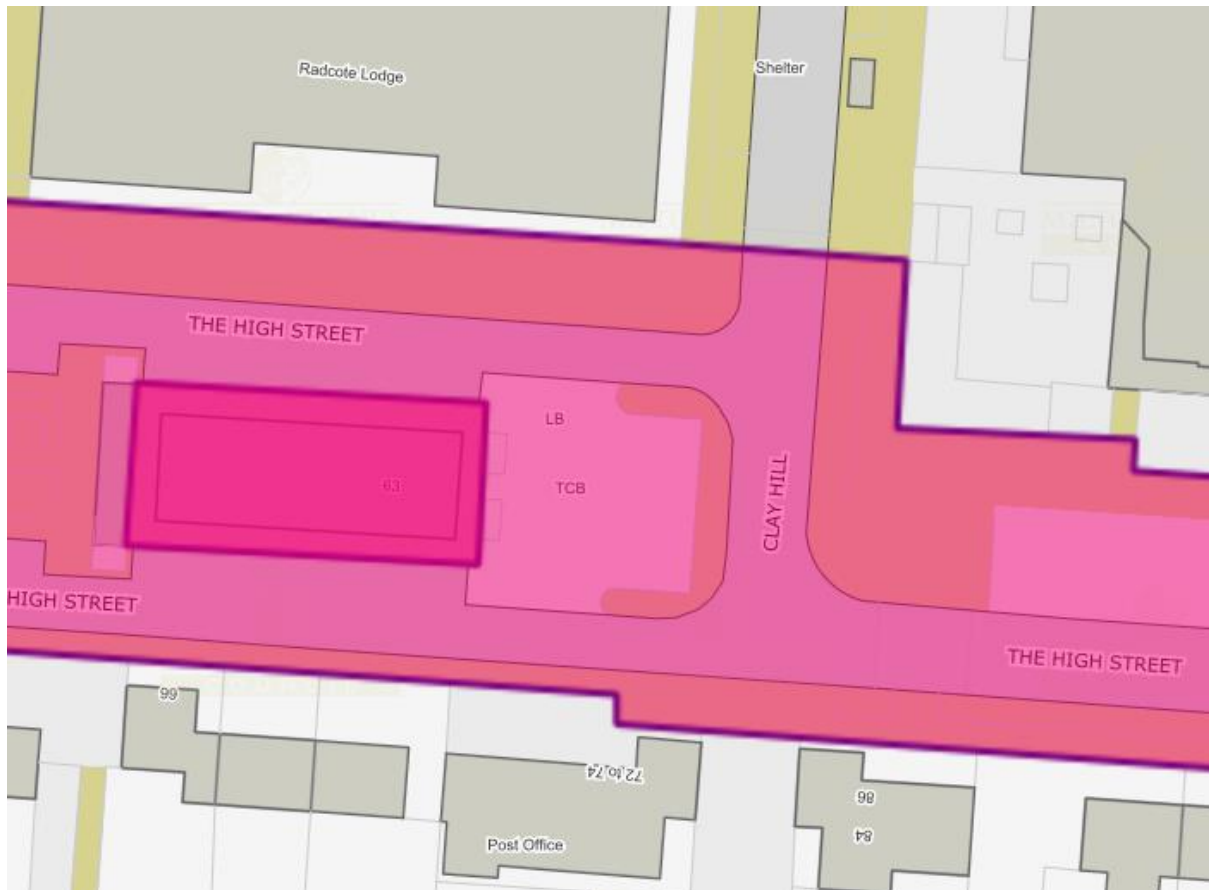 Radcote Lodge
Shelter
THE HIGH STREET
LB
63
TCB
CLAY HILL
HIGH STREET
THE HIGH STREET
66
72 to 74
86
84
Post Office